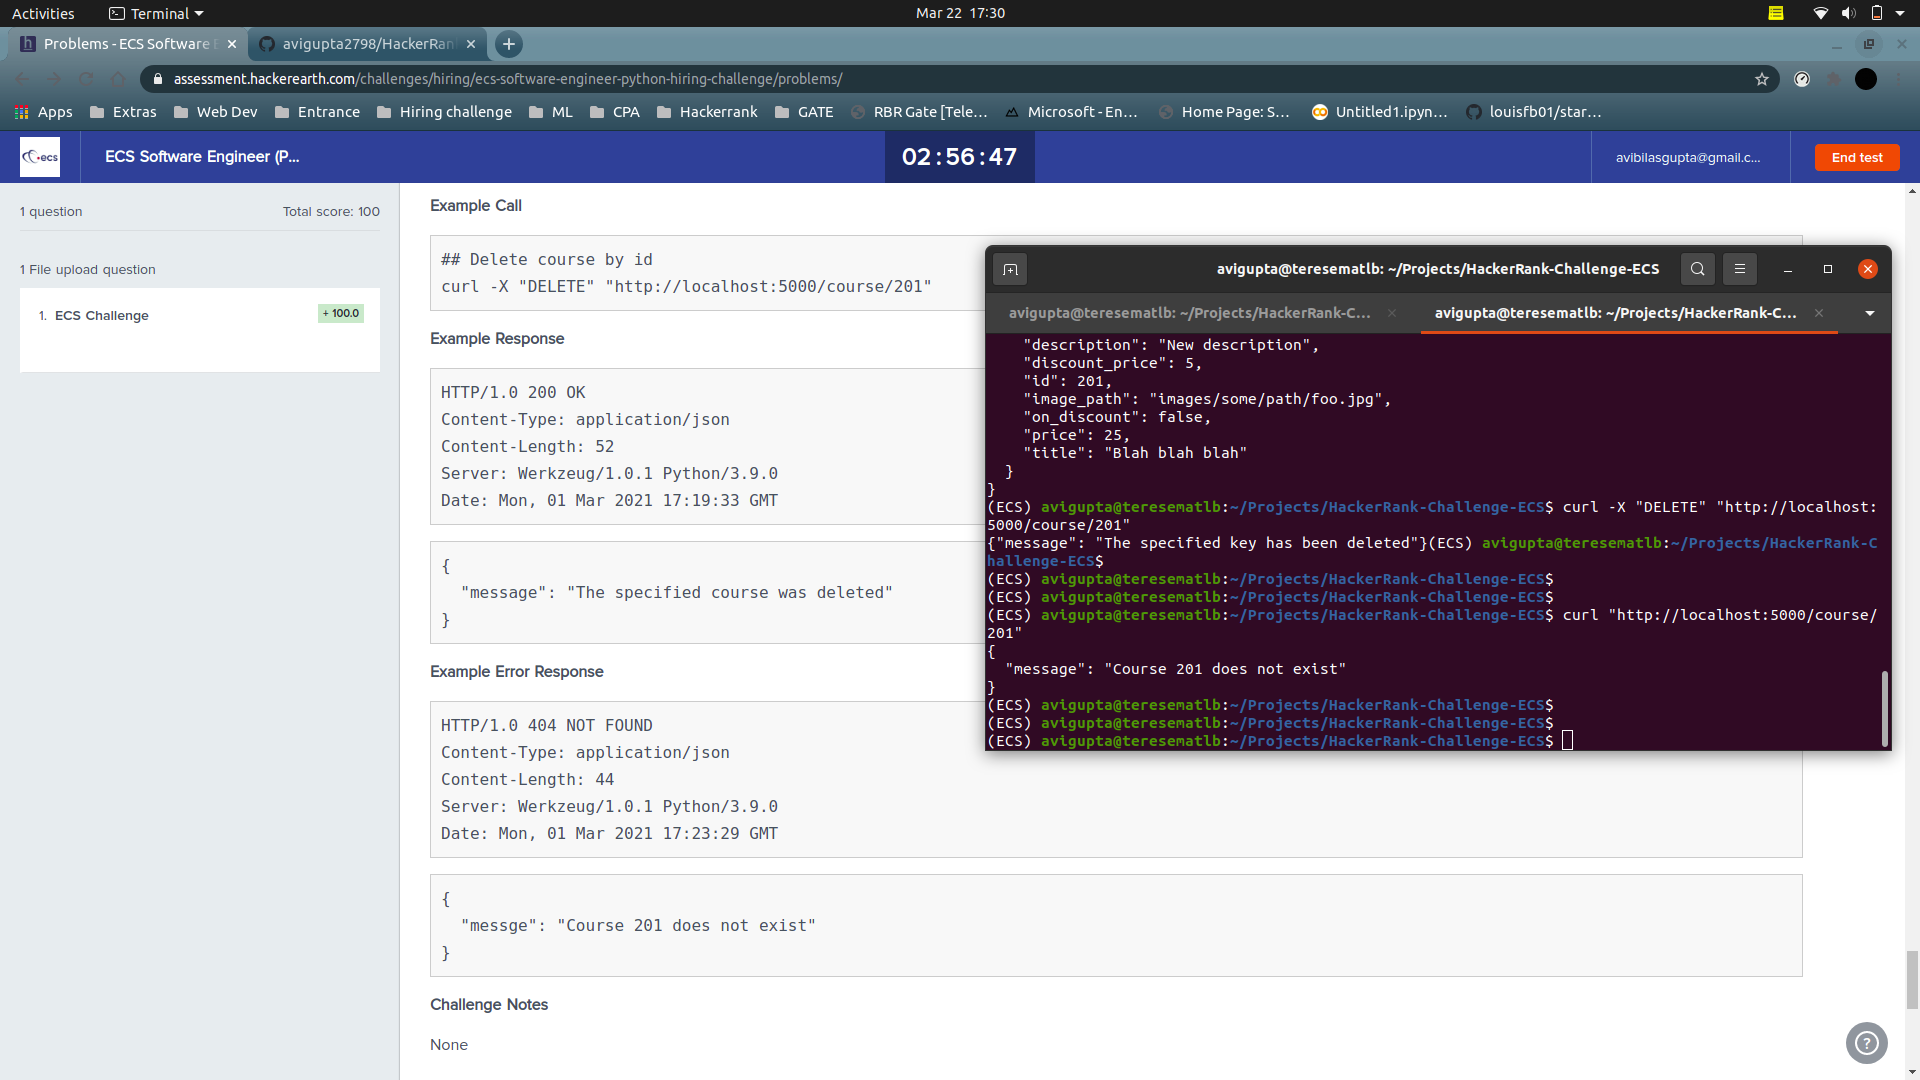 Activities
Terminal
Mar 22 17:30
Problems - ECS Software E
avigupta2798/HackerRan
assessment.hackerearth.com/challenges/hiring/ecs-software-engineer-python-hiring-challenge/problems/
Apps
Extras
Web Dev
Entrance
Hiring challenge
ML
CPA
Hackerrank
GATE
RBR Gate [Tele...
Microsoft - En...
Home Page: S...
Untitled1.ipyn...
louisfb01/star...
ecs
ECS Software Engineer (P...
02:56:47
avibilasgupta@gmail.c...
End test
1 question
Total score: 100
1 File upload question
1. ECS Challenge
+ 100.0
Example Call
## Delete course by id
curl -X "DELETE" "http://localhost:5000/course/201"
Example Response
HTTP/1.0 200 OK
Content-Type: application/json
Content-Length: 52
Server: Werkzeug/1.0.1 Python/3.9.0
Date: Mon, 01 Mar 2021 17:19:33 GMT
{
"message": "The specified course was deleted"
}
Example Error Response
HTTP/1.0 404 NOT FOUND
Content-Type: application/json
Content-Length: 44
Server: Werkzeug/1.0.1 Python/3.9.0
Date: Mon, 01 Mar 2021 17:23:29 GMT
{
"messge": "Course 201 does not exist"
}
Challenge Notes
None
avigupta@teresematlb: ~/Projects/HackerRank-Challenge-ECS
avigupta@teresematlb: ~/Projects/HackerRank-C...
avigupta@teresematlb: ~/Projects/HackerRank-C...
"description": "New description",
"discount_price": 5,
"id": 201,
"image_path": "images/some/path/foo.jpg",
"on_discount": false,
"price": 25,
"title": "Blah blah blah"
}
}
(ECS) avigupta@teresematlb:~/Projects/HackerRank-Challenge-ECS$ curl -X "DELETE" "http://localhost:
5000/course/201"
{"message": "The specified key has been deleted"}(ECS) avigupta@teresematlb:~/Projects/HackerRank-C
hallenge-ECS$
(ECS) avigupta@teresematlb:~/Projects/HackerRank-Challenge-ECS$
(ECS) avigupta@teresematlb:~/Projects/HackerRank-Challenge-ECS$
(ECS) avigupta@teresematlb:~/Projects/HackerRank-Challenge-ECS$ curl "http://localhost:5000/course/
201"
{
"message": "Course 201 does not exist"
}
(ECS) avigupta@teresematlb:~/Projects/HackerRank-Challenge-ECS$
(ECS) avigupta@teresematlb:~/Projects/HackerRank-Challenge-ECS$
(ECS) avigupta@teresematlb:~/Projects/HackerRank-Challenge-ECS$